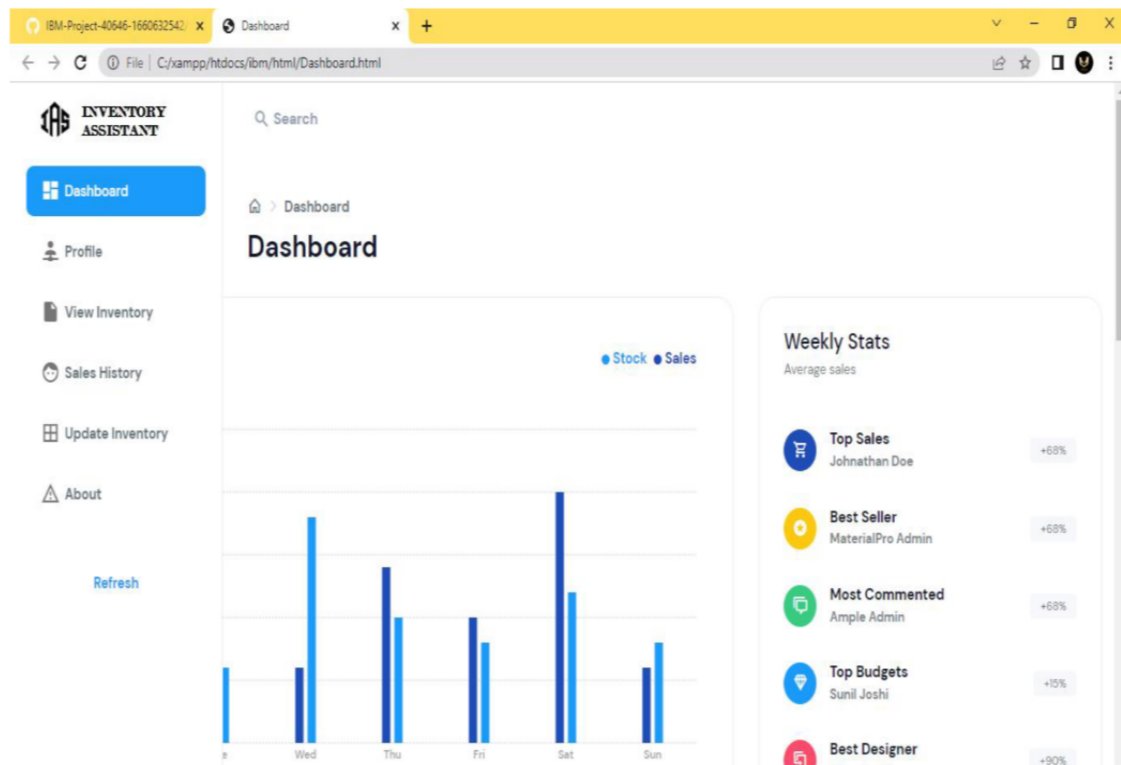 IBM-Project-40646-1660632542
Dashboard
File | C:/xampp/htdocs/ibm/html/Dashboard.html
IAS INVENTORY
ASSISTANT
Search
Dashboard
Profile
View Inventory
Sales History
Update Inventory
About
Refresh
Dashboard
Dashboard
Stock Sales
e Wed Thu Fri Sat Sun
Weekly Stats
Average sales
Top Sales
Johnathan Doe
+68%
Best Seller
MaterialPro Admin
+68%
Most Commented
Ample Admin
+68%
Top Budgets
Sunil Joshi
+15%
Best Designer
+90%